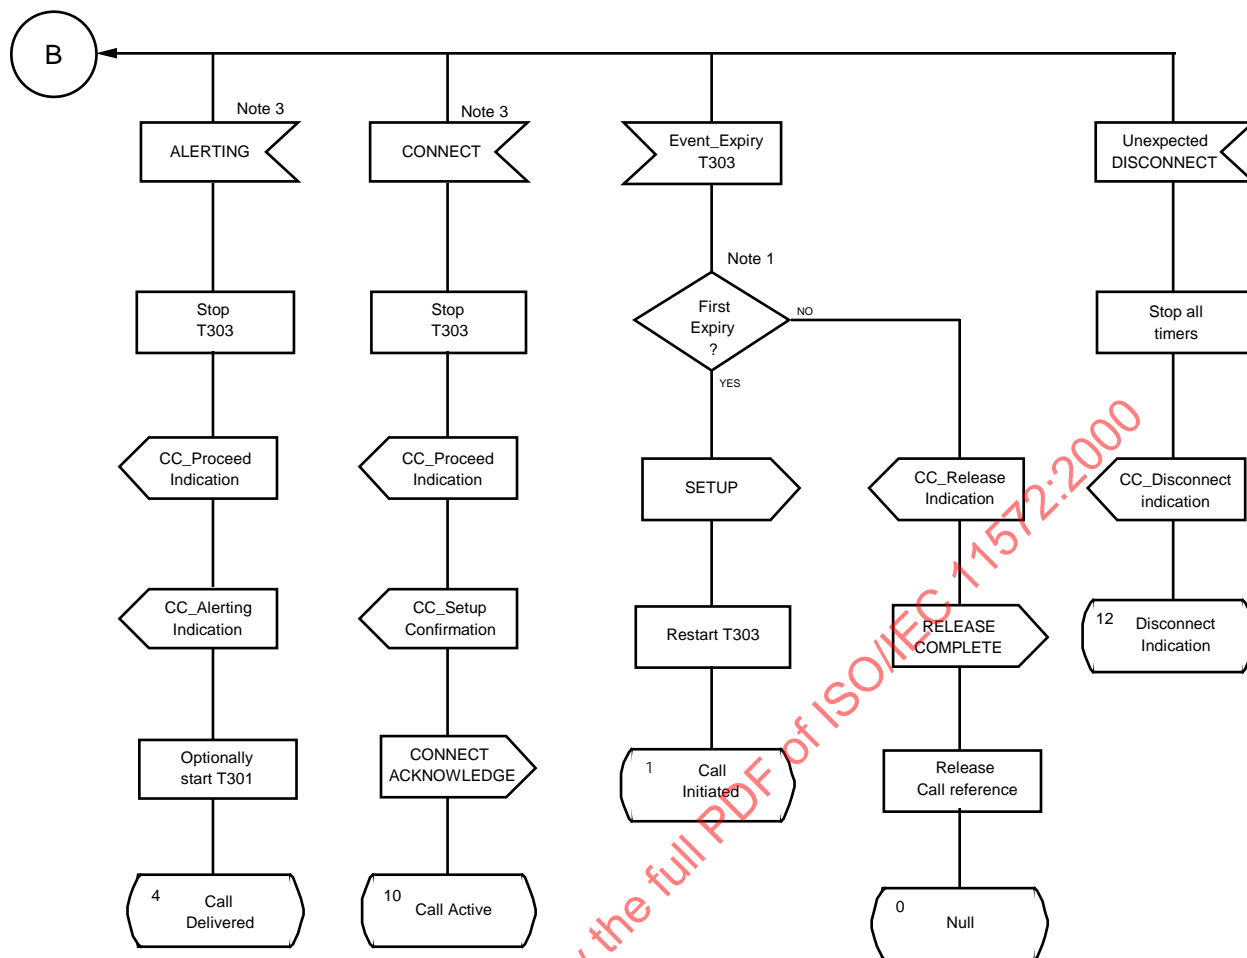 B
Note 3
ALERTING
Stop
T303
CC_Proceed
Indication
CC_Alerting
Indication
Optionally
start T301
4
Call
Delivered
Note 3
CONNECT
Stop
T303
CC_Proceed
Indication
CC_Setup
Confirmation
CONNECT
ACKNOWLEDGE
10
Call Active
Event_Expiry
T303
Note 1
First
Expiry
?
NO
YES
SETUP
Restart T303
1
Call
Initiated
CC_Release
Indication
RELEASE
COMPLETE
Release
Call reference
0
Null
Unexpected
DISCONNECT
Stop all
timers
CC_Disconnect
indication
12
Disconnect
Indication
the full PDF of ISO/IEC 11572:2000